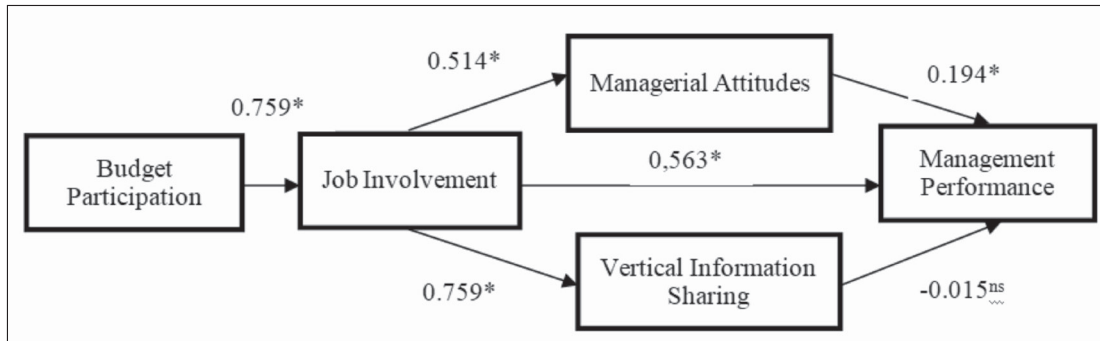 0.514*
Managerial Attitudes
0.194*
0.759*
Budget
Participation
Job Involvement
0,563*
Management
Performance
Vertical Information
Sharing
0.759*
-0.015ns